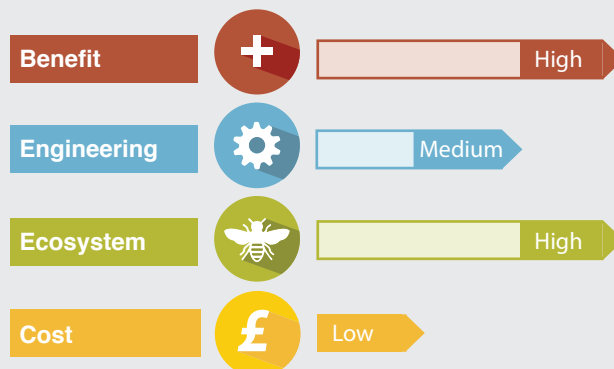 Benefit
High
Engineering
Medium
Ecosystem
High
Cost
£
Low